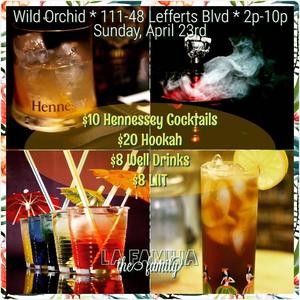 Wild Orchid * 111-48 Lefferts Blvd * 2p-10p
Sunday, April 23rd
Hennessy
$10 Hennessey Cocktails
$20 Hookah
$8 Well Drinks
$8 LIIT
LA FAMILIA
the family